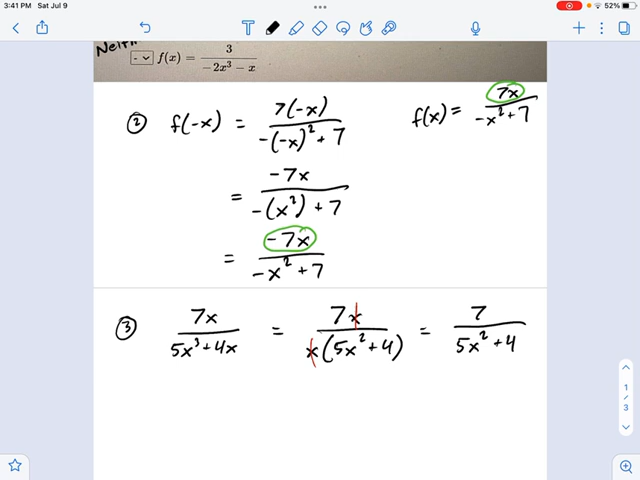 3:41 PM Sat Jul 9
52%
- f(x) = 3/(-2x³ - x)
② f(-x) = 7(-x)/(-(-x)² + 7) f(x) = 7x/(-x² + 7)
= -7x/(-(x²) + 7)
= -7x/(-x² + 7)
③ 7x/(5x³ + 4x) = 7x/(x(5x² + 4)) = 7/(5x² + 4)
1
/
3